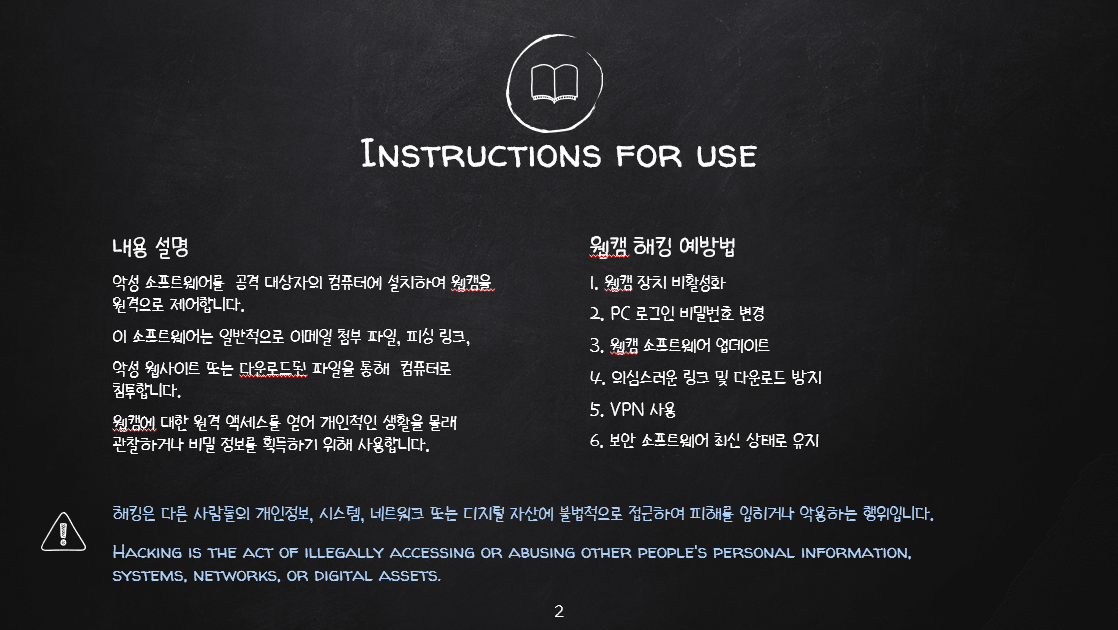 Instructions for use
내용 설명
악성 소프트웨어를 공격 대상자의 컴퓨터에 설치하여 웹캠을
원격으로 제어합니다.
이 소프트웨어는 일반적으로 이메일 첨부 파일, 피싱 링크,
악성 웹사이트 또는 다운로드된 파일을 통해 컴퓨터로
침투합니다.
웹캠에 대한 원격 액세스를 얻어 개인적인 생활을 몰래
관찰하거나 비밀 정보를 획득하기 위해 사용합니다.
웹캠 해킹 예방법
1. 웹캠 장치 비활성화
2. PC 로그인 비밀번호 변경
3. 웹캠 소프트웨어 업데이트
4. 의심스러운 링크 및 다운로드 방지
5. VPN 사용
6. 보안 소프트웨어 최신 상태로 유지
해킹은 다른 사람들의 개인정보, 시스템, 네트워크 또는 디지털 자산에 불법적으로 접근하여 피해를 입히거나 악용하는 행위입니다.
Hacking is the act of illegally accessing or abusing other people's personal information,
systems, networks, or digital assets.
2